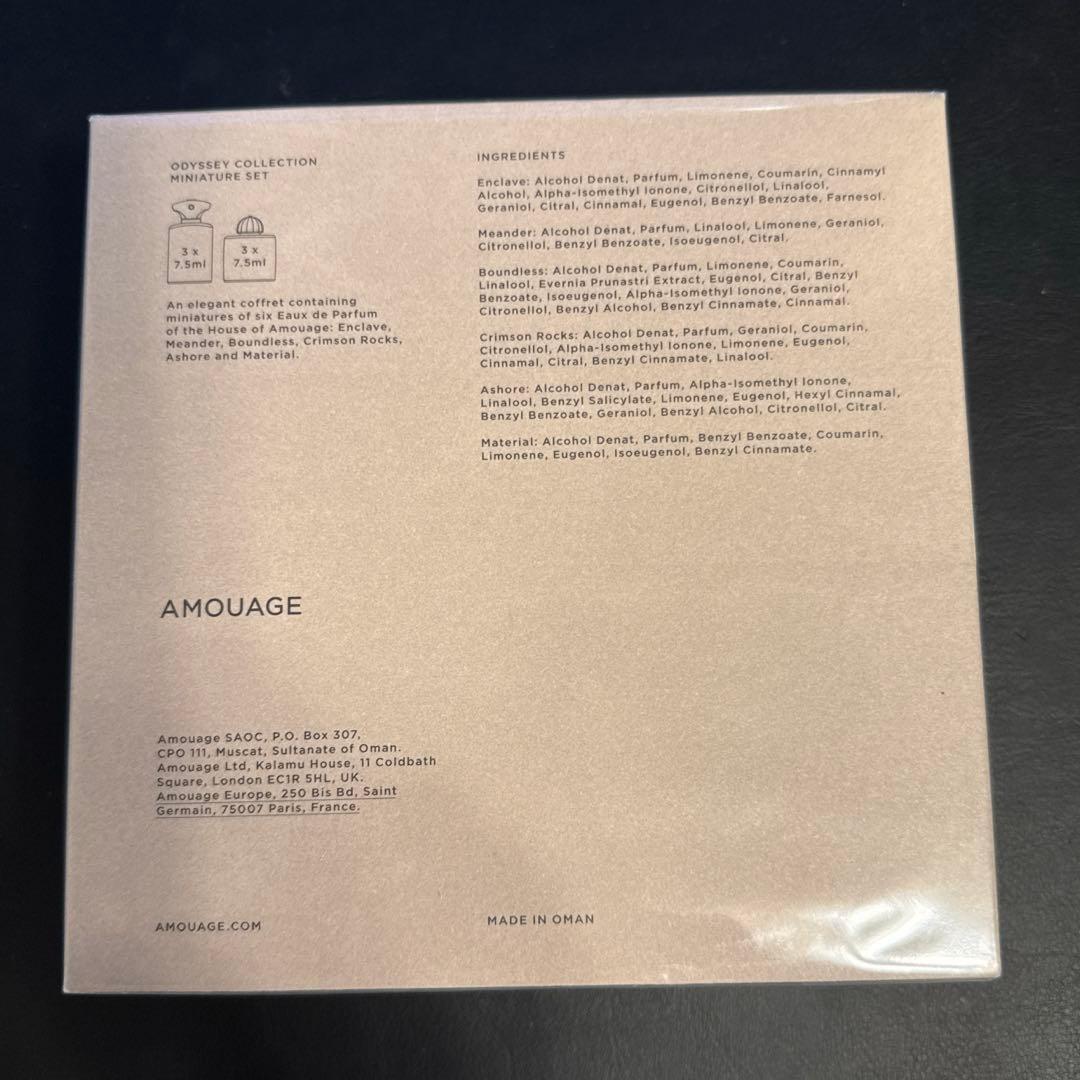 ODYSSEY COLLECTION
MINIATURE SET
3 x
7.5ml
3 x
7.5ml
An elegant coffret containing
miniatures of six Eaux de Parfum
of the House of Amouage: Enclave,
Meander, Boundless, Crimson Rocks,
Ashore and Material.
INGREDIENTS
Enclave: Alcohol Denat, Parfum, Limonene, Coumarin, Cinnamyl
Alcohol, Alpha-Isomethyl Ionone, Citronellol, Linalool,
Geraniol, Citral, Cinnamal, Eugenol, Benzyl Benzoate, Farnesol.
Meander: Alcohol Denat, Parfum, Linalool, Limonene, Geraniol,
Citronellol, Benzyl Benzoate, Isoeugenol, Citral.
Boundless: Alcohol Denat, Parfum, Limonene, Coumarin,
Linalool, Evernia Prunastri Extract, Eugenol, Citral, Benzyl
Benzoate, Isoeugenol, Alpha-Isomethyl Ionone, Geraniol,
Citronellol, Benzyl Alcohol, Benzyl Cinnamate, Cinnamal.
Crimson Rocks: Alcohol Denat, Parfum, Geraniol, Coumarin,
Citronellol, Alpha-Isomethyl Ionone, Limonene, Eugenol,
Cinnamal, Citral, Benzyl Cinnamate, Linalool.
Ashore: Alcohol Denat, Parfum, Alpha-Isomethyl Ionone,
Linalool, Benzyl Salicylate, Limonene, Eugenol, Hexyl Cinnamal,
Benzyl Benzoate, Geraniol, Benzyl Alcohol, Citronellol, Citral.
Material: Alcohol Denat, Parfum, Benzyl Benzoate, Coumarin,
Limonene, Eugenol, Isoeugenol, Benzyl Cinnamate.
AMOUAGE
Amouage SAOC, P.O. Box 307,
CPO 111, Muscat, Sultanate of Oman.
Amouage Ltd, Kalamu House, 11 Coldbath
Square, London EC1R 5HL, UK.
Amouage Europe, 250 Bis Bd, Saint
Germain, 75007 Paris, France.
AMOUAGE.COM
MADE IN OMAN